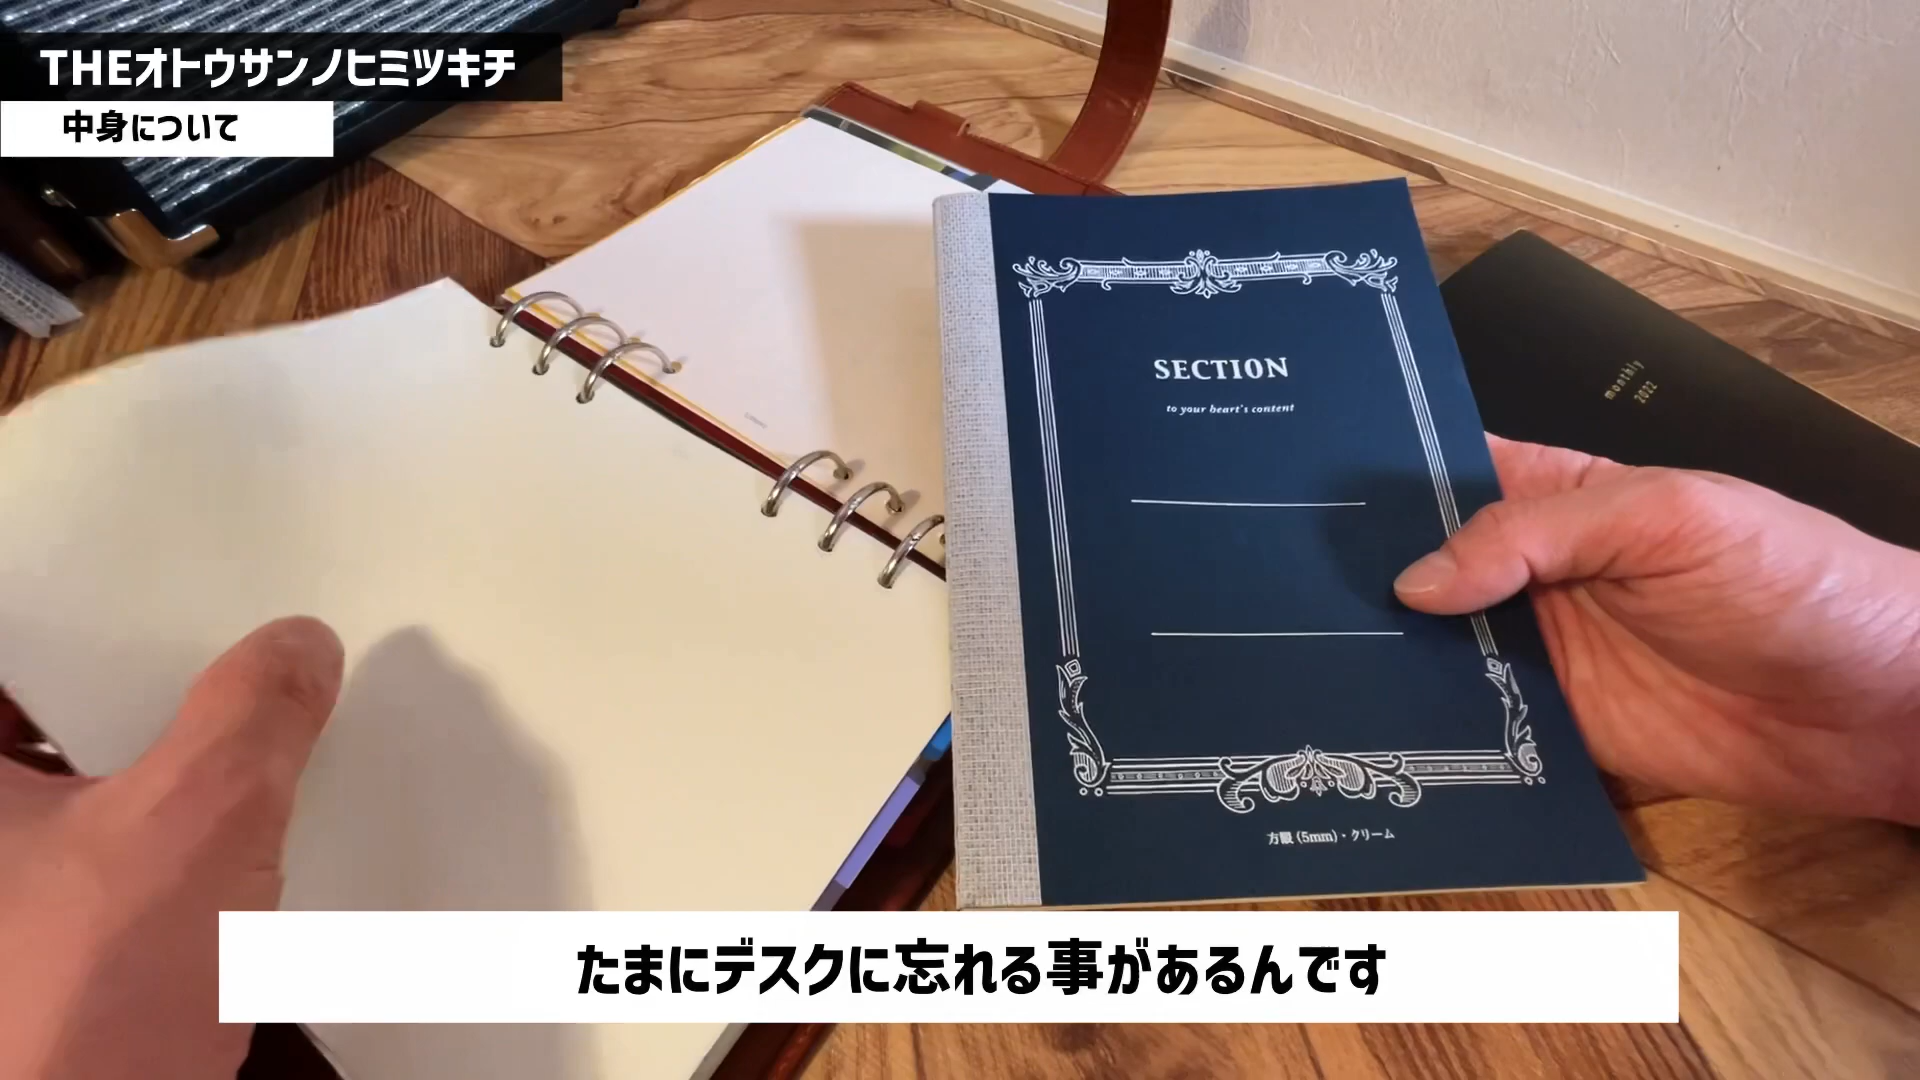 THEオトウサンノヒミツキチ
中身について
SECTION
to your heart's content
monthly
2022
方眼 (5mm)・クリーム
たまにデスクに忘れる事があるんです